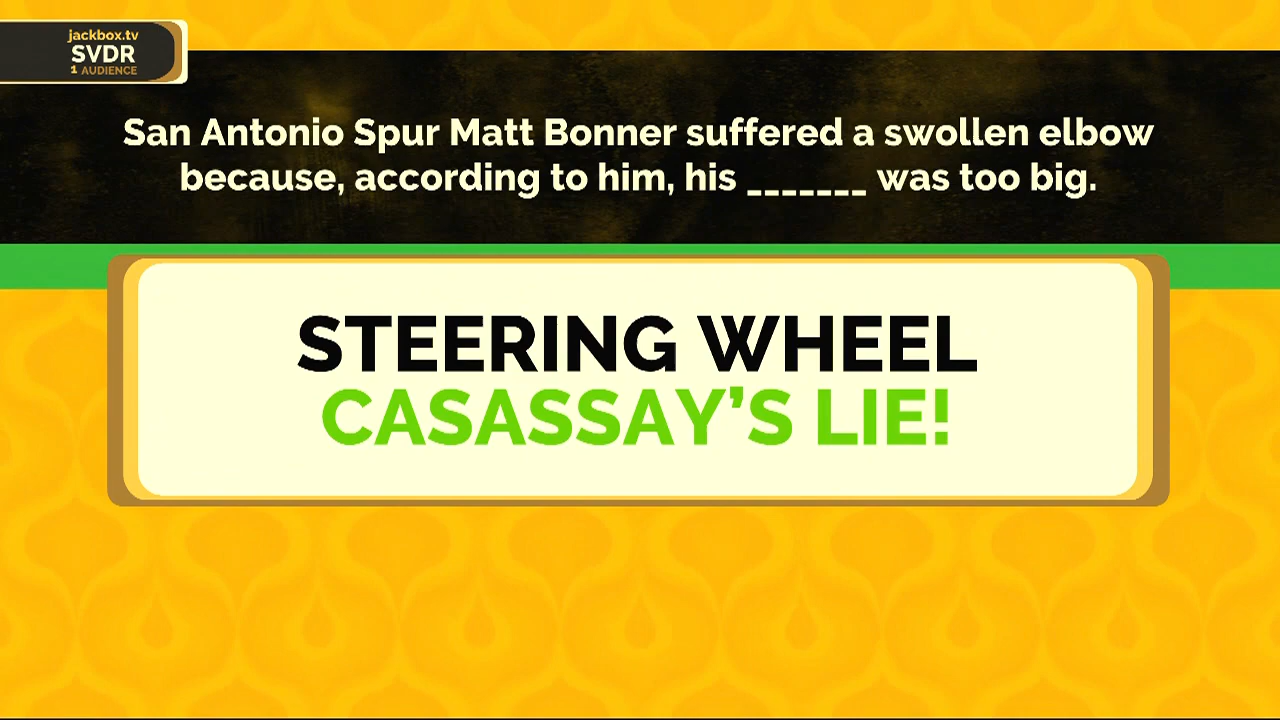 jackbox.tv
SVDR
1 AUDIENCE
San Antonio Spur Matt Bonner suffered a swollen elbow
because, according to him, his _______ was too big.
STEERING WHEEL
CASASSAY'S LIE!